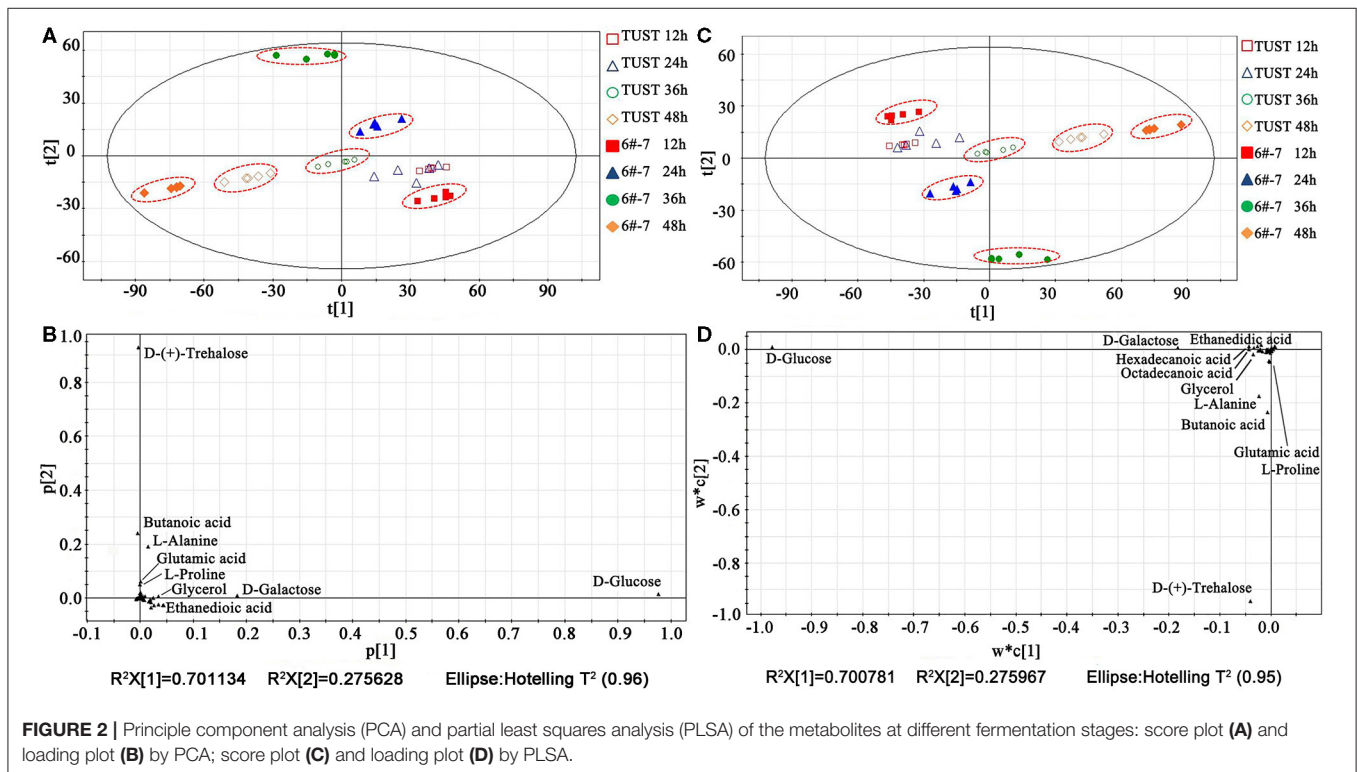 A
60
30
0
-30
-60
t[2]
-90 -60 -30 0 30 60 90
t[1]
TUST 12h
TUST 24h
TUST 36h
TUST 48h
6#-7 12h
6#-7 24h
6#-7 36h
6#-7 48h
C
60
30
0
-30
-60
t[2]
-90 -60 -30 0 30 60 90
t[1]
TUST 12h
TUST 24h
TUST 36h
TUST 48h
6#-7 12h
6#-7 24h
6#-7 36h
6#-7 48h
B
1.0
0.8
0.6
0.4
0.2
0.0
p[2]
D-(+)-Trehalose
Butanoic acid
L-Alanine
Glutamic acid
L-Proline
Glycerol
D-Galactose
D-Glucose
Ethanedioic acid
-0.1 0.0 0.1 0.2 0.3 0.4 0.5 0.6 0.7 0.8 0.9 1.0
p[1]
R²X[1]=0.701134 R²X[2]=0.275628 Ellipse:Hotelling T² (0.96)
D
0.0
-0.2
-0.4
-0.6
-0.8
-1.0
w*c[2]
D-Glucose
D-Galactose
Ethanedidic acid
Hexadecanoic acid
Octadecanoic acid
Glycerol
L-Alanine
Butanoic acid
Glutamic acid
L-Proline
D-(+)-Trehalose
-1.0 -0.9 -0.8 -0.7 -0.6 -0.5 -0.4 -0.3 -0.2 -0.1 0.0
w*c[1]
R²X[1]=0.700781 R²X[2]=0.275967 Ellipse:Hotelling T² (0.95)
FIGURE 2 | Principle component analysis (PCA) and partial least squares analysis (PLSA) of the metabolites at different fermentation stages: score plot (A) and
loading plot (B) by PCA; score plot (C) and loading plot (D) by PLSA.